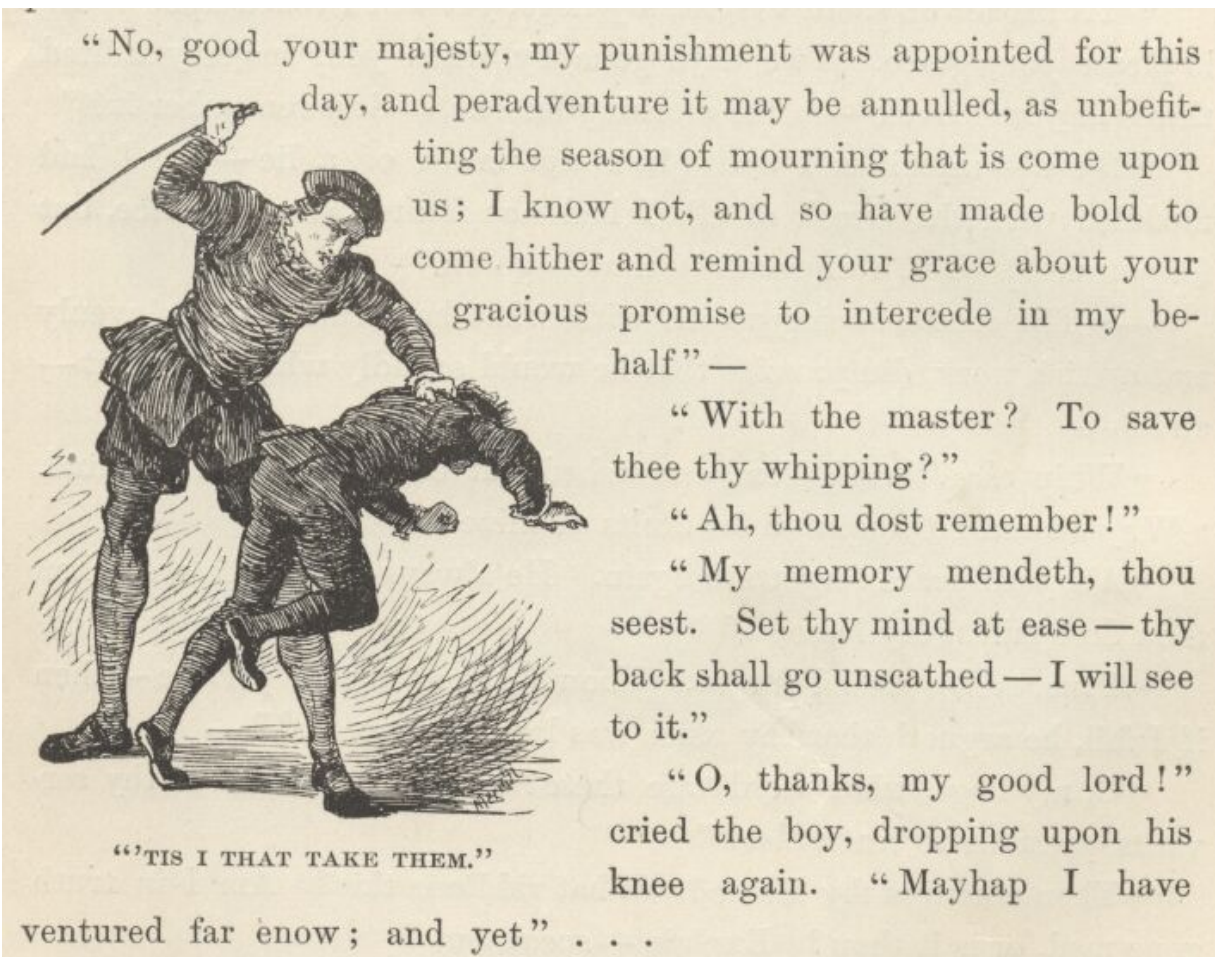 “No, good your majesty, my punishment was appointed for this
day, and peradventure it may be annulled, as unbefit-
ting the season of mourning that is come upon
us; I know not, and so have made bold to
come hither and remind your grace about your
gracious promise to intercede in my be-
half”—
“With the master? To save
thee thy whipping?”
“Ah, thou dost remember!”
“My memory mendeth, thou
seest. Set thy mind at ease—thy
back shall go unscathed—I will see
to it.”
“O, thanks, my good lord!”
cried the boy, dropping upon his
knee again. “Mayhap I have
ventured far enow; and yet” . . .
“’TIS I THAT TAKE THEM.”